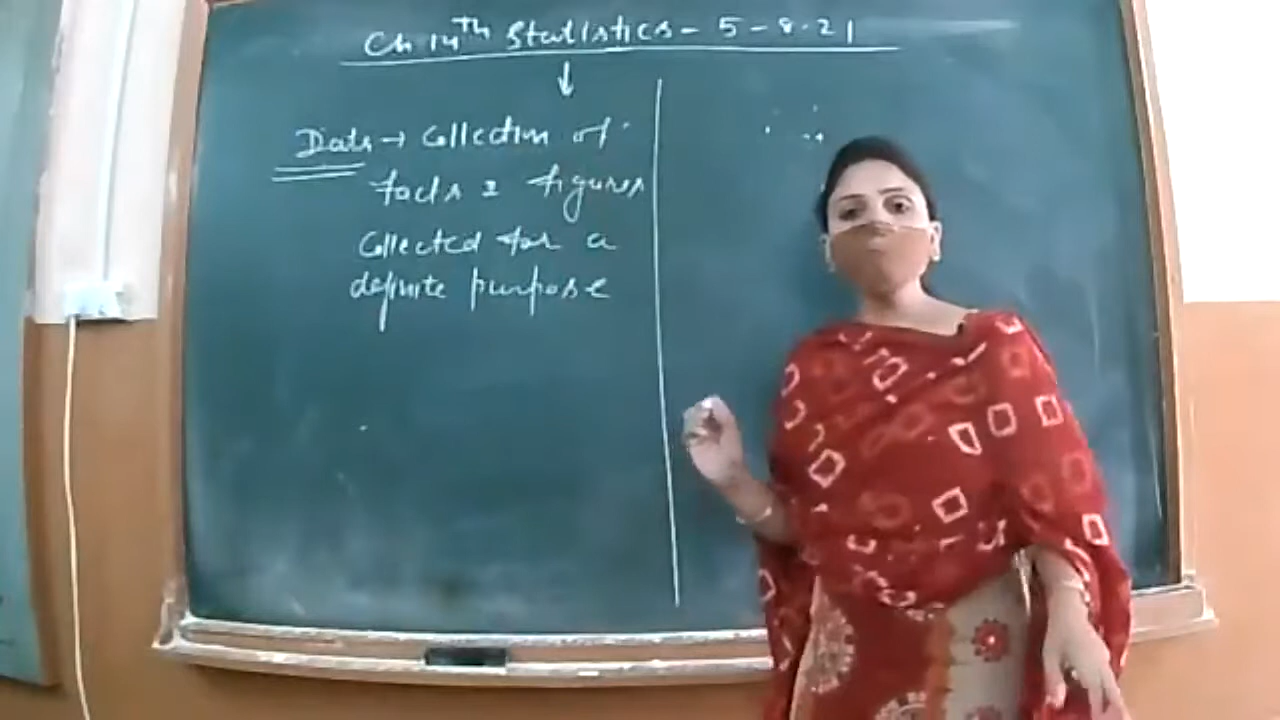 Ch 14th Statistics - 5-8.21
↓
Data → Collection of
facts & figures
collected for a
definite purpose